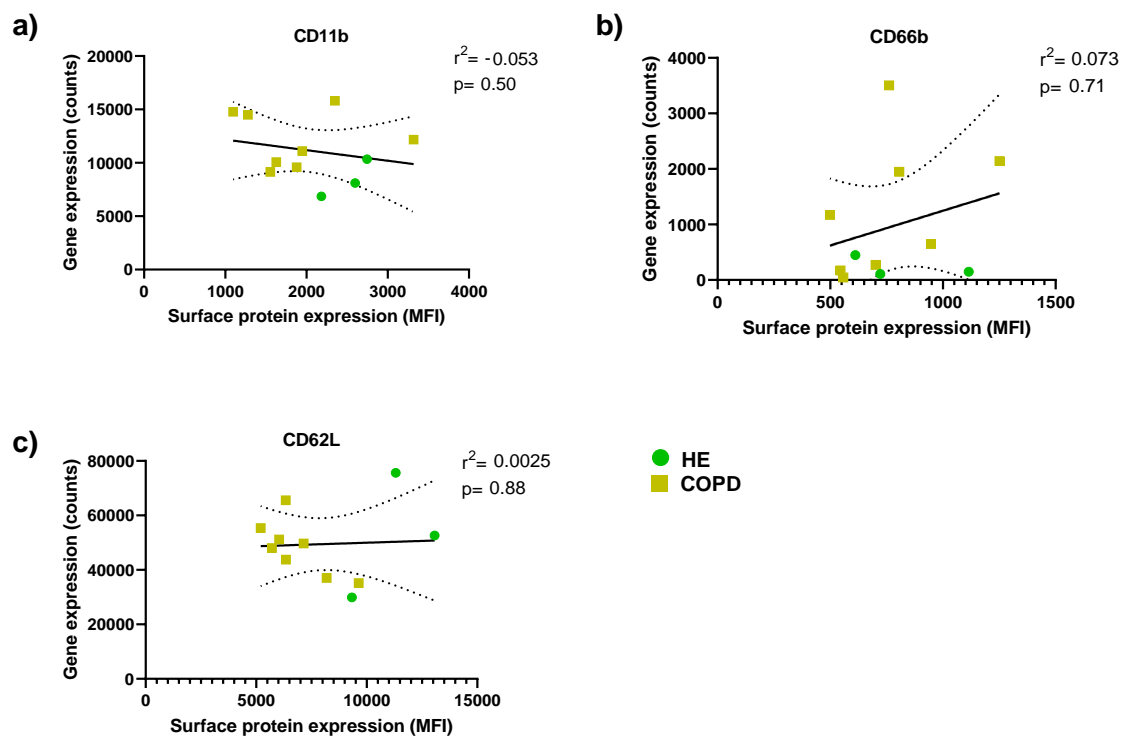 a)
CD11b
r²= -0.053
p= 0.50
Gene expression (counts)
20000
15000
10000
5000
0
0 1000 2000 3000 4000
Surface protein expression (MFI)
b)
CD66b
r²= 0.073
p= 0.71
Gene expression (counts)
4000
3000
2000
1000
0
0 500 1000 1500
Surface protein expression (MFI)
c)
CD62L
r²= 0.0025
p= 0.88
Gene expression (counts)
80000
60000
40000
20000
0
0 5000 10000 15000
Surface protein expression (MFI)
HE
COPD